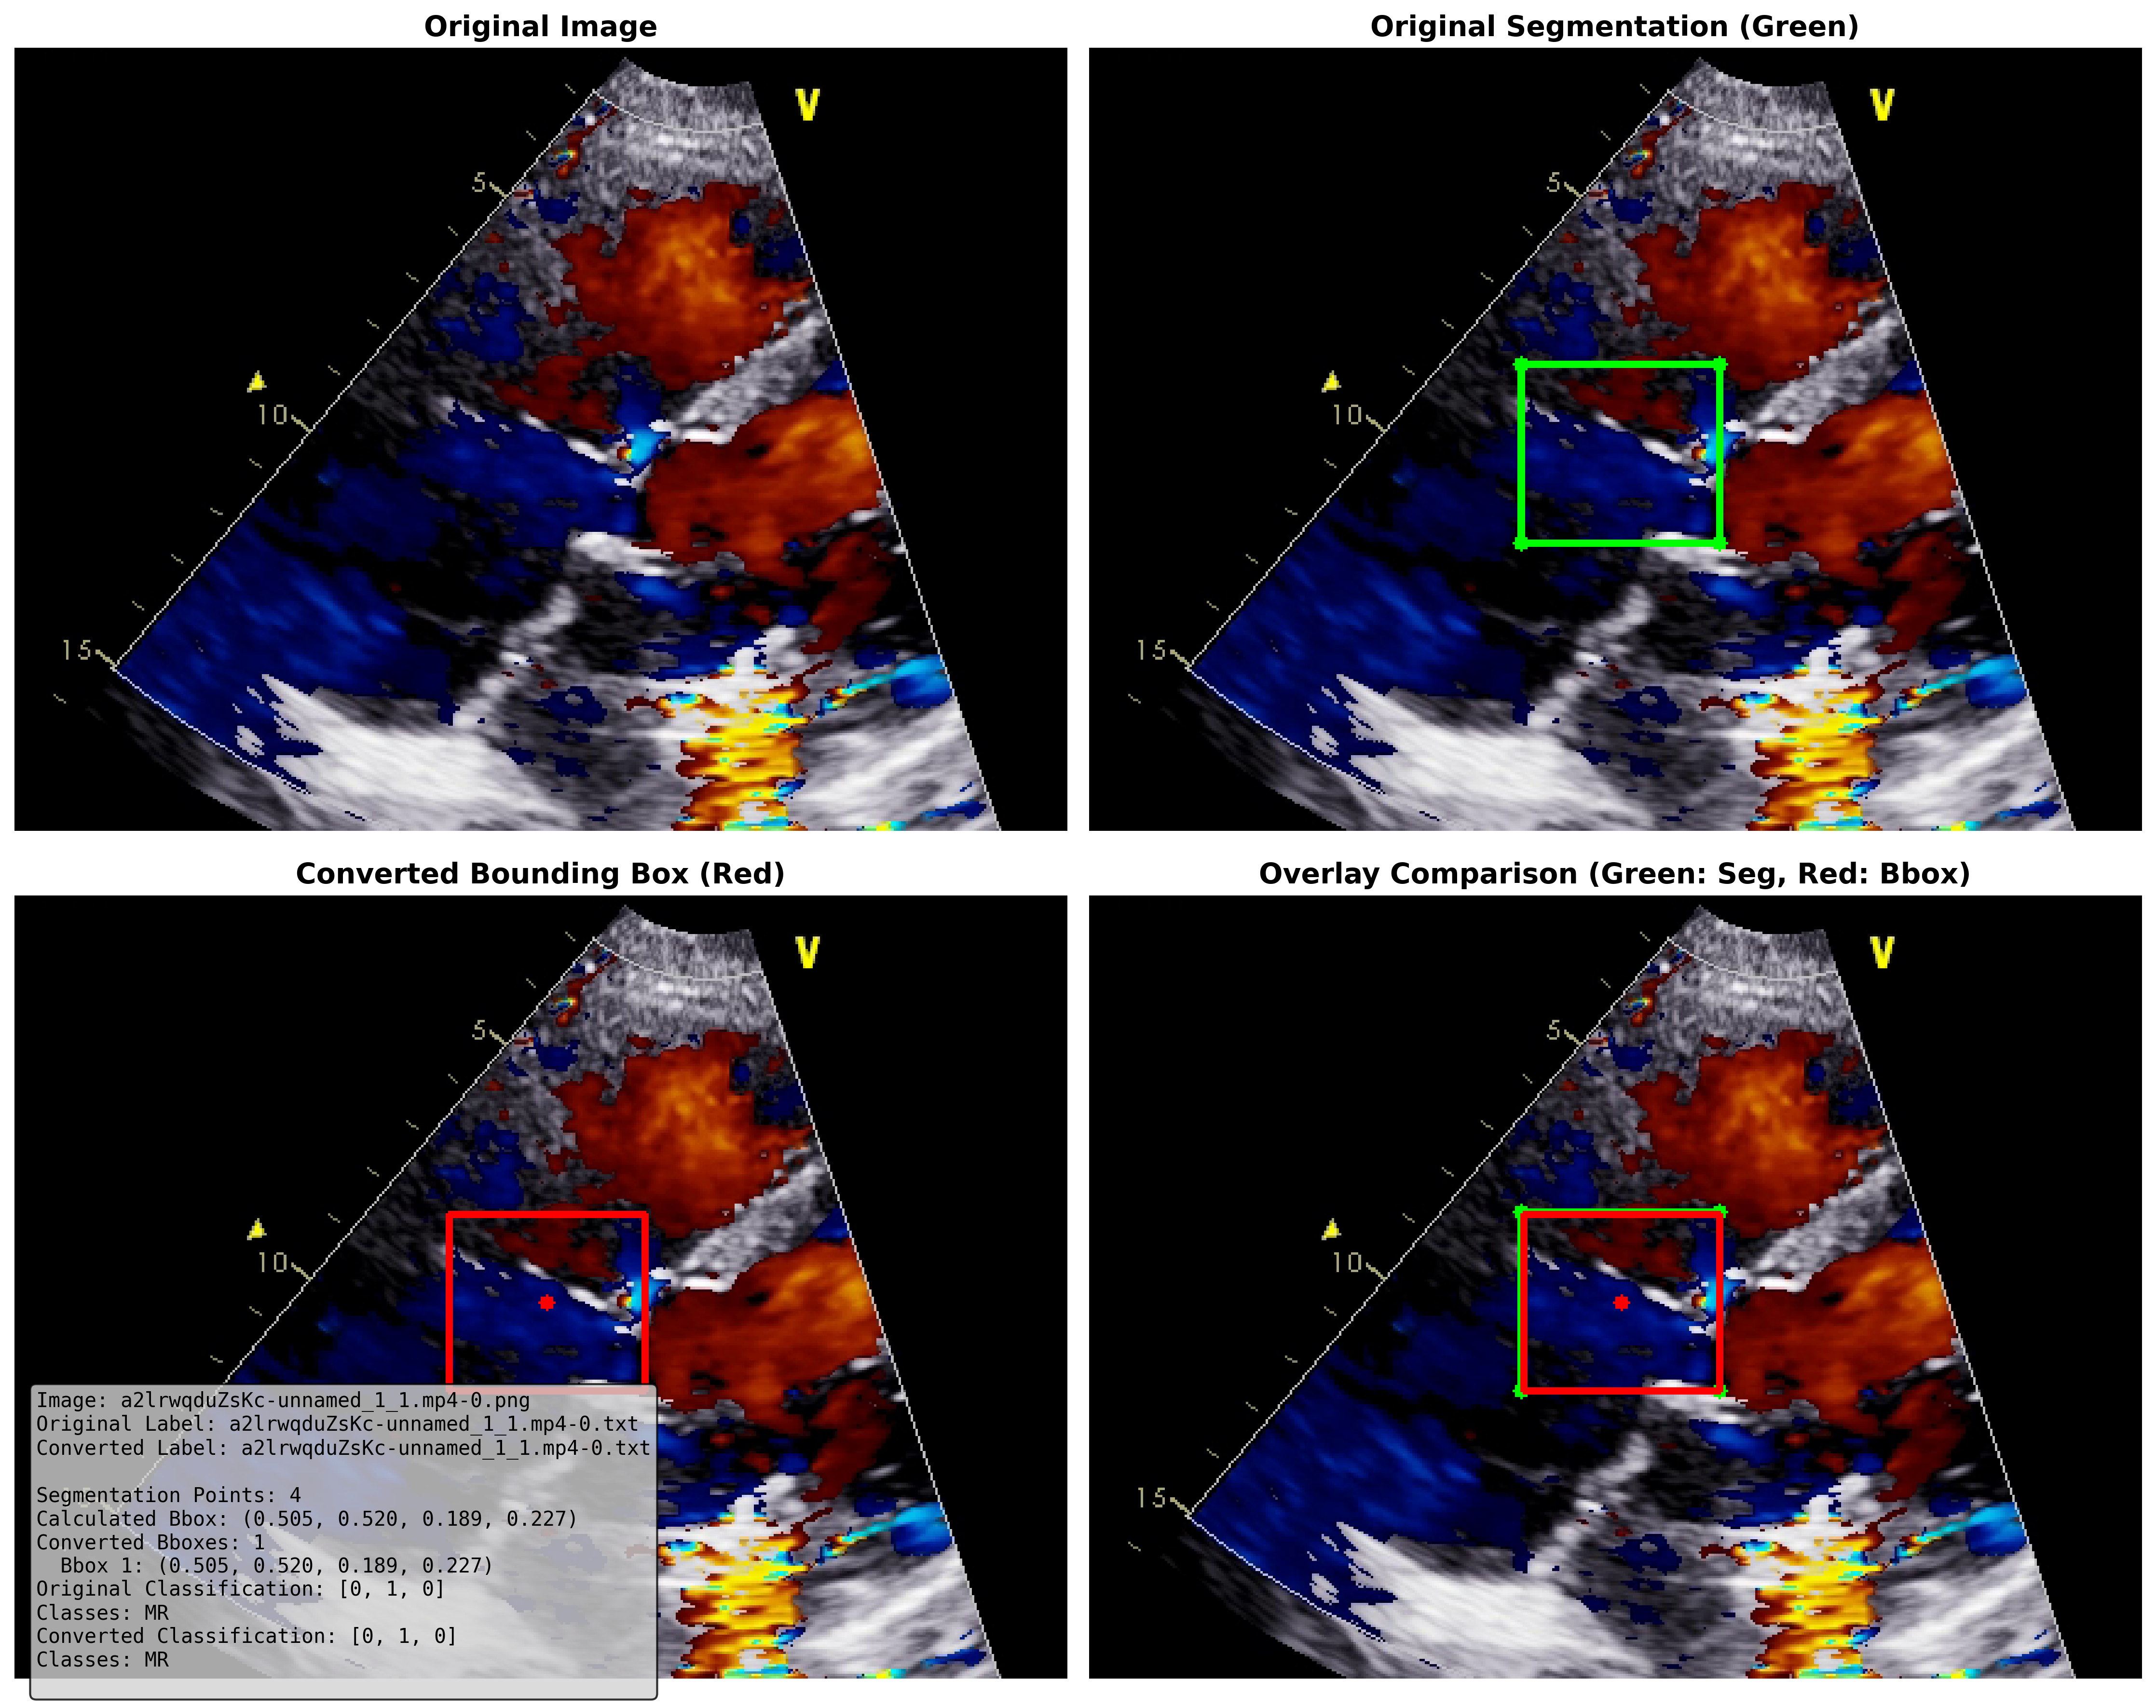 Original Image
Original Segmentation (Green)
V
5
10
15
V
5
10
15
Converted Bounding Box (Red)
Overlay Comparison (Green: Seg, Red: Bbox)
V
5
10
V
5
10
15
Image: a2lrwqduZsKc-unnamed_1_1.mp4-0.png
Original Label: a2lrwqduZsKc-unnamed_1_1.mp4-0.txt
Converted Label: a2lrwqduZsKc-unnamed_1_1.mp4-0.txt
Segmentation Points: 4
Calculated Bbox: (0.505, 0.520, 0.189, 0.227)
Converted Bboxes: 1
Bbox 1: (0.505, 0.520, 0.189, 0.227)
Original Classification: [0, 1, 0]
Classes: MR
Converted Classification: [0, 1, 0]
Classes: MR